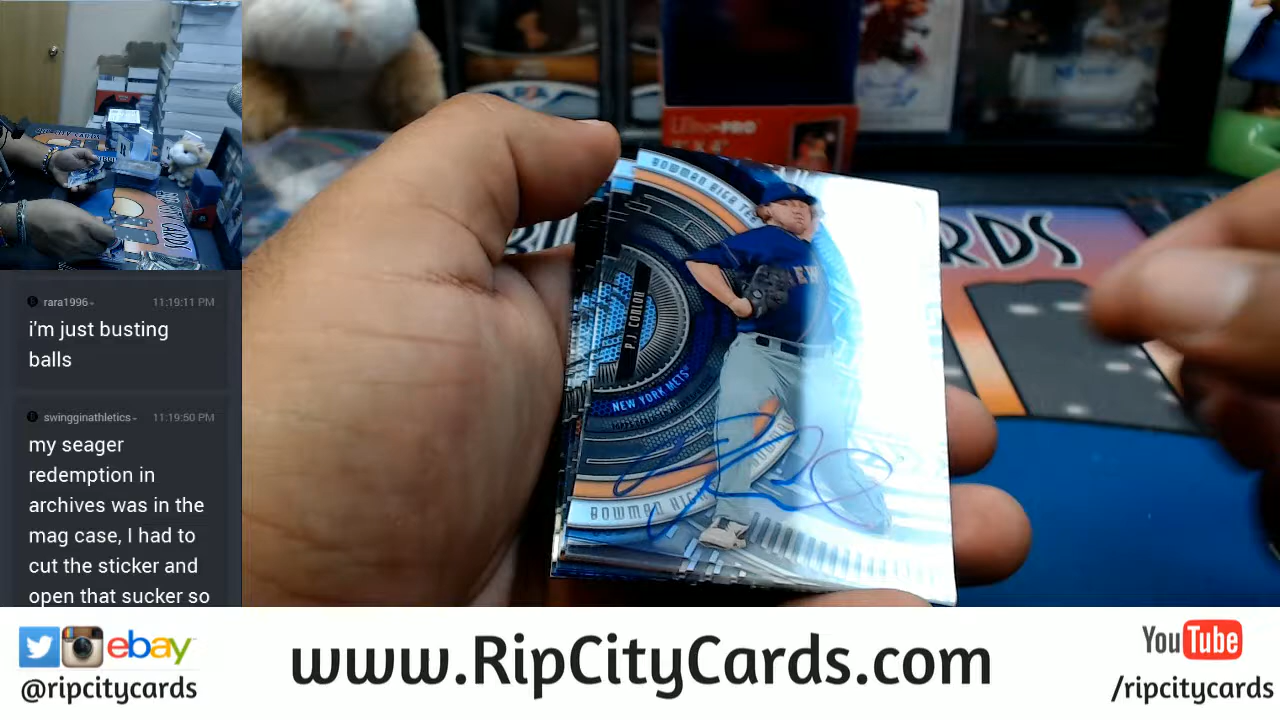 rara1996
11:19:11 PM
i'm just busting
balls
swingginathletics
11:19:50 PM
my seager
redemption in
archives was in the
mag case, I had to
cut the sticker and
open that sucker so
BOWMAN HIGH TE
P.J. CONLON
NEW YORK METS
BOWMAN HIGH
ULTRA•PRO
RDS
ebay
@ripcitycards
www.RipCityCards.com
YouTube
/ripcitycards